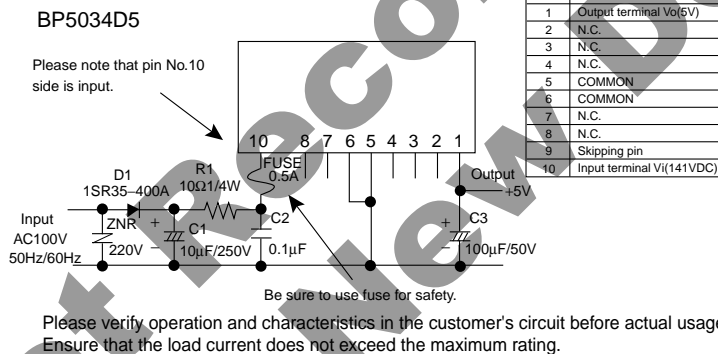 BP5034D5
Please note that pin No.10
side is input.
1 Output terminal Vo(5V)
2 N.C.
3 N.C.
4 N.C.
5 COMMON
6 COMMON
7 N.C.
8 N.C.
9 Skipping pin
10 Input terminal Vi(141VDC)
10 8 7 6 5 4 3 2 1
FUSE
0.5A
D1
1SR35–400A
R1
10Ω1/4W
Output
+5V
Input
AC100V
50Hz/60Hz
ZNR
220V
+
–
C1
10µF/250V
C2
0.1µF
+
–
C3
100µF/50V
Be sure to use fuse for safety.
Please verify operation and characteristics in the customer's circuit before actual usage
Ensure that the load current does not exceed the maximum rating.